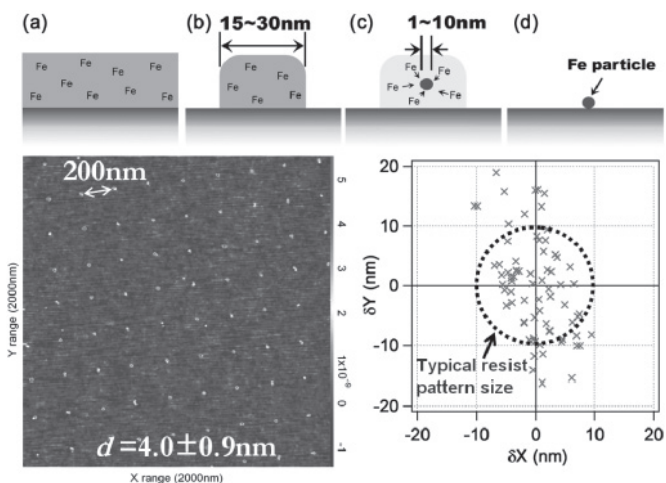 (a)
Fe Fe Fe Fe
Fe Fe Fe Fe
(b)
15~30nm
Fe Fe
Fe Fe
(c)
1~10nm
Fe Fe
Fe Fe
Fe
(d)
Fe particle
200nm
d =4.0±0.9nm
Y range (2000nm)
X range (2000nm)
5
4
3
2
1x10⁻⁶
0
-1
20
10
0
-10
-20
δY (nm)
Typical resist
pattern size
-20 -10 0 10 20
δX (nm)